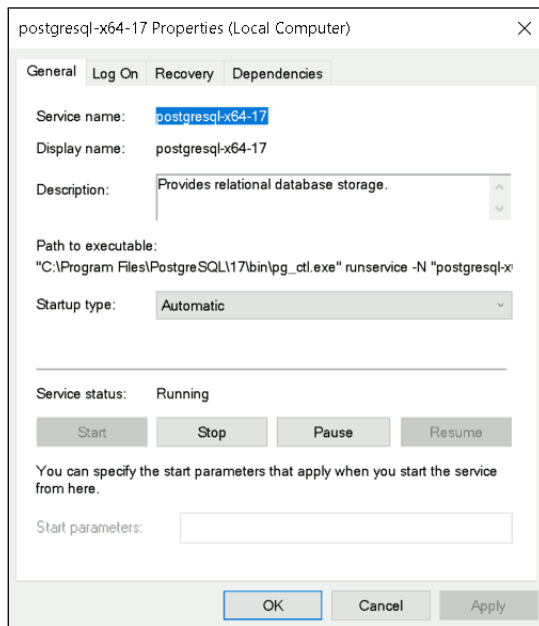 postgresql-x64-17 Properties (Local Computer)
General Log On Recovery Dependencies
Service name: postgresql-x64-17
Display name: postgresql-x64-17
Description: Provides relational database storage.
Path to executable:
"C:\Program Files\PostgreSQL\17\bin\pg_ctl.exe" runservice -N "postgresql-x
Startup type: Automatic
Service status: Running
Start Stop Pause Resume
You can specify the start parameters that apply when you start the service
from here.
Start parameters:
OK Cancel Apply